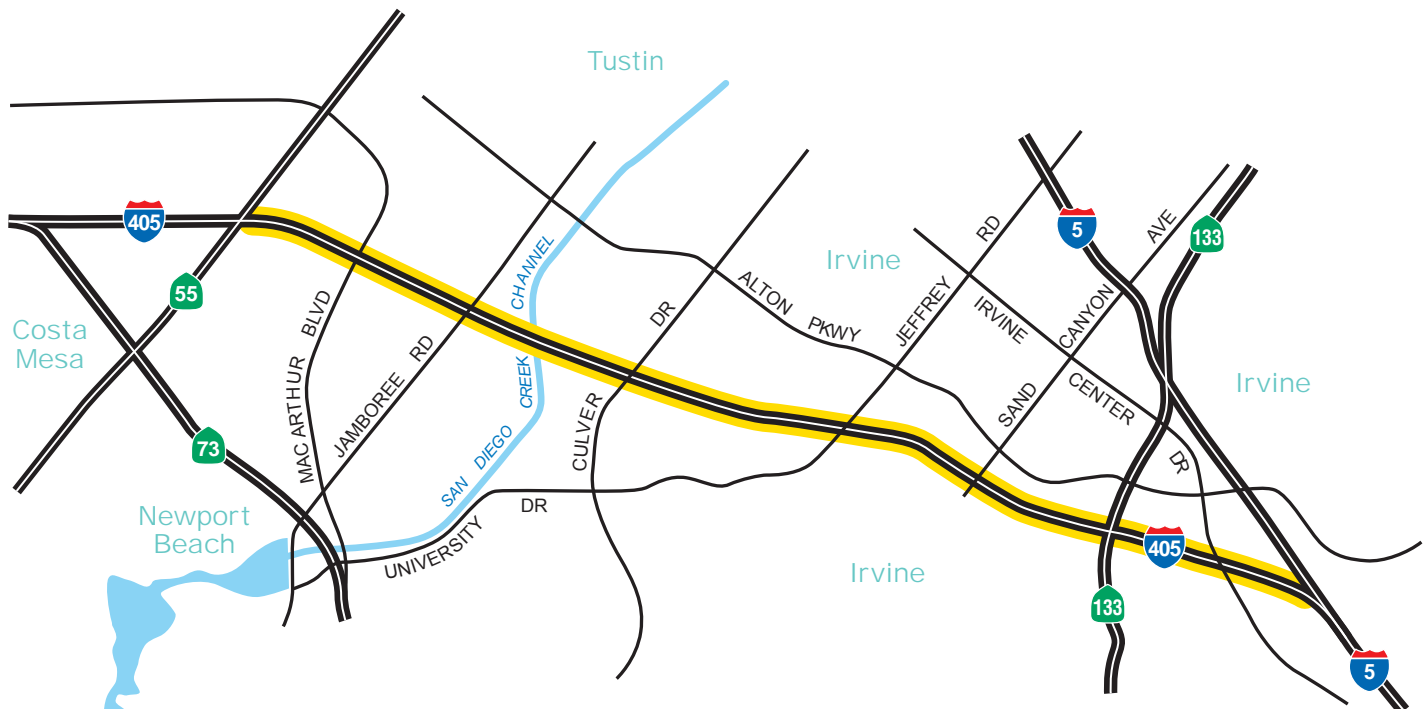 Tustin
405
55
Costa
Mesa
73
Newport
Beach
MAC ARTHUR BLVD
JAMBOREE RD
SAN DIEGO CREEK CHANNEL
UNIVERSITY DR
CULVER DR
ALTON PKWY
Irvine
JEFFREY RD
IRVINE CENTER DR
SAND CANYON AVE
5
133
Irvine
Irvine
405
133
5